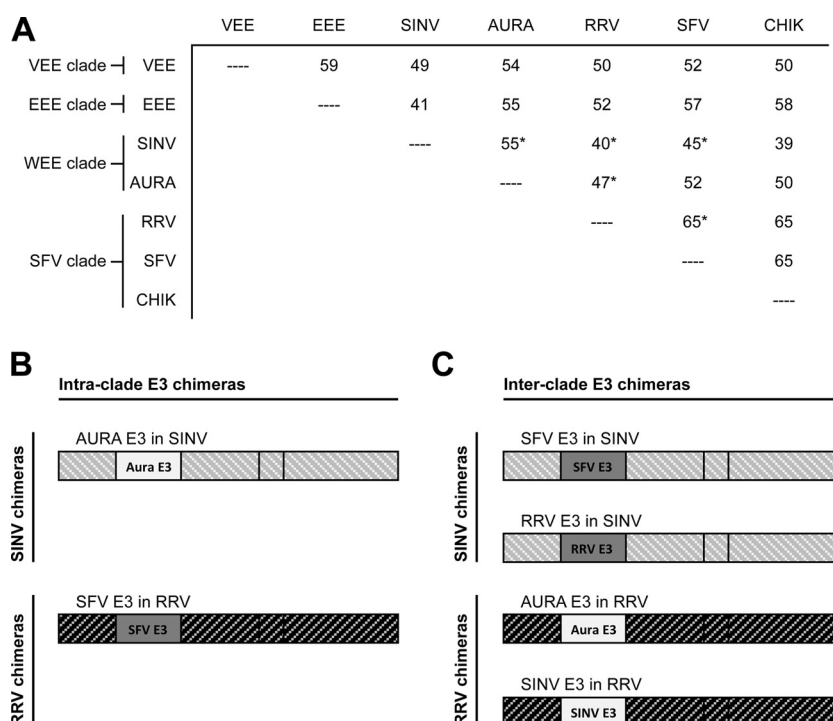 A
VEE EEE SINV AURA RRV SFV CHIK
VEE clade VEE ---- 59 49 54 50 52 50
EEE clade EEE ---- 41 55 52 57 58
WEE clade
SINV ---- 55* 40* 45* 39
AURA ---- 47* 52 50
SFV clade
RRV ---- 65* 65
SFV ---- 65
CHIK ----
B
Intra-clade E3 chimeras
SINV chimeras
AURA E3 in SINV
Aura E3
RRV chimeras
SFV E3 in RRV
SFV E3
C
Inter-clade E3 chimeras
SINV chimeras
SFV E3 in SINV
SFV E3
RRV E3 in SINV
RRV E3
RRV chimeras
AURA E3 in RRV
Aura E3
SINV E3 in RRV
SINV E3